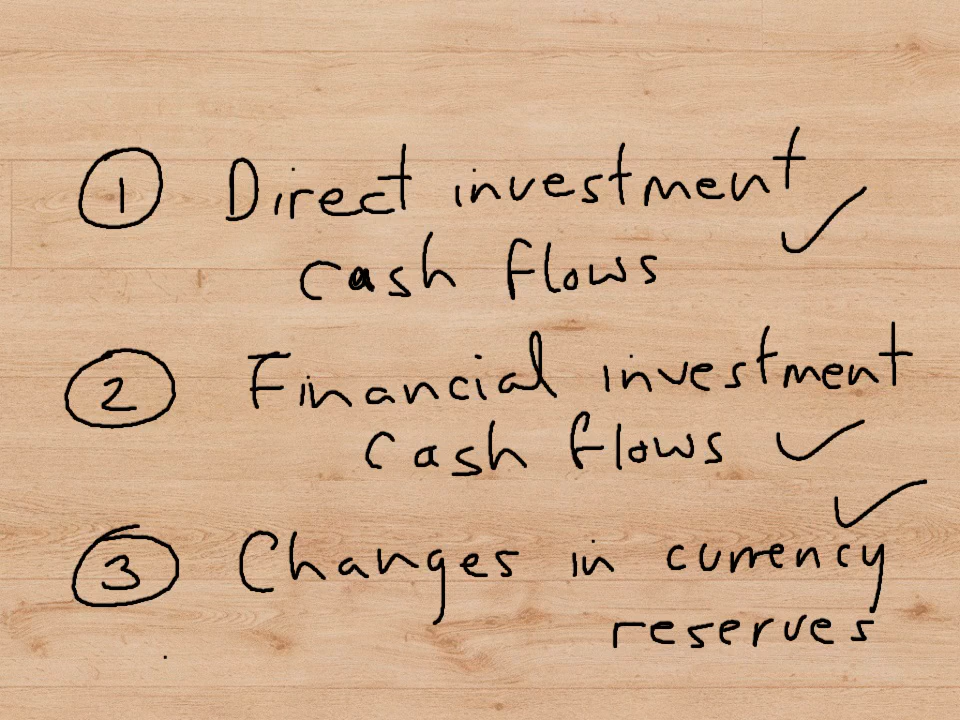 ① Direct investment ✓
cash flows
② Financial investment
cash flows ✓
③ Changes in currency ✓
reserves